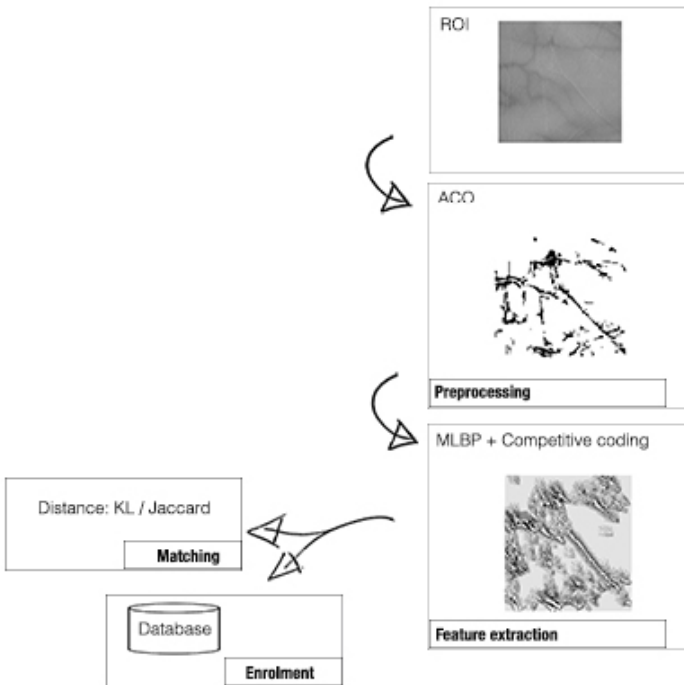 ROI
ACO
Preprocessing
MLBP + Competitive coding
Feature extraction
Distance: KL / Jaccard
Matching
Database
Enrolment